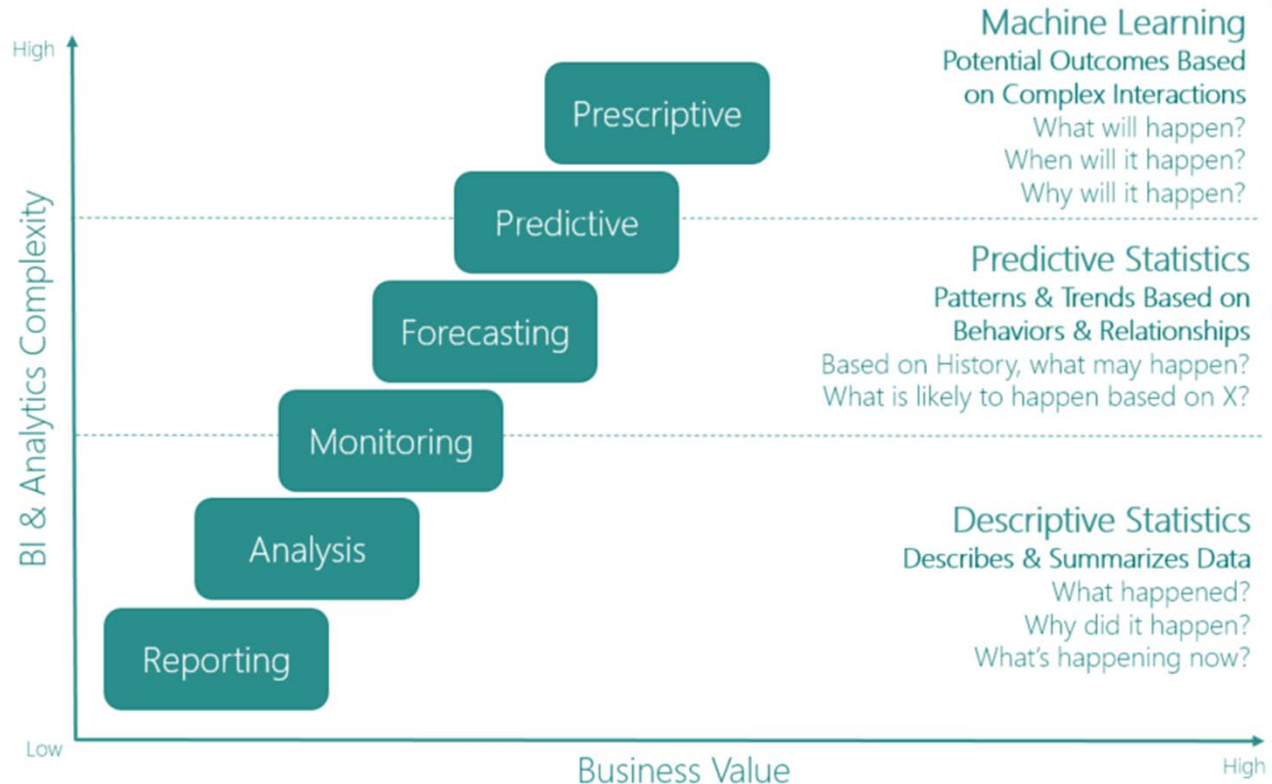 High
BI & Analytics Complexity
Low
Business Value
High
Prescriptive
Predictive
Forecasting
Monitoring
Analysis
Reporting
Machine Learning
Potential Outcomes Based
on Complex Interactions
What will happen?
When will it happen?
Why will it happen?
Predictive Statistics
Patterns & Trends Based on
Behaviors & Relationships
Based on History, what may happen?
What is likely to happen based on X?
Descriptive Statistics
Describes & Summarizes Data
What happened?
Why did it happen?
What's happening now?